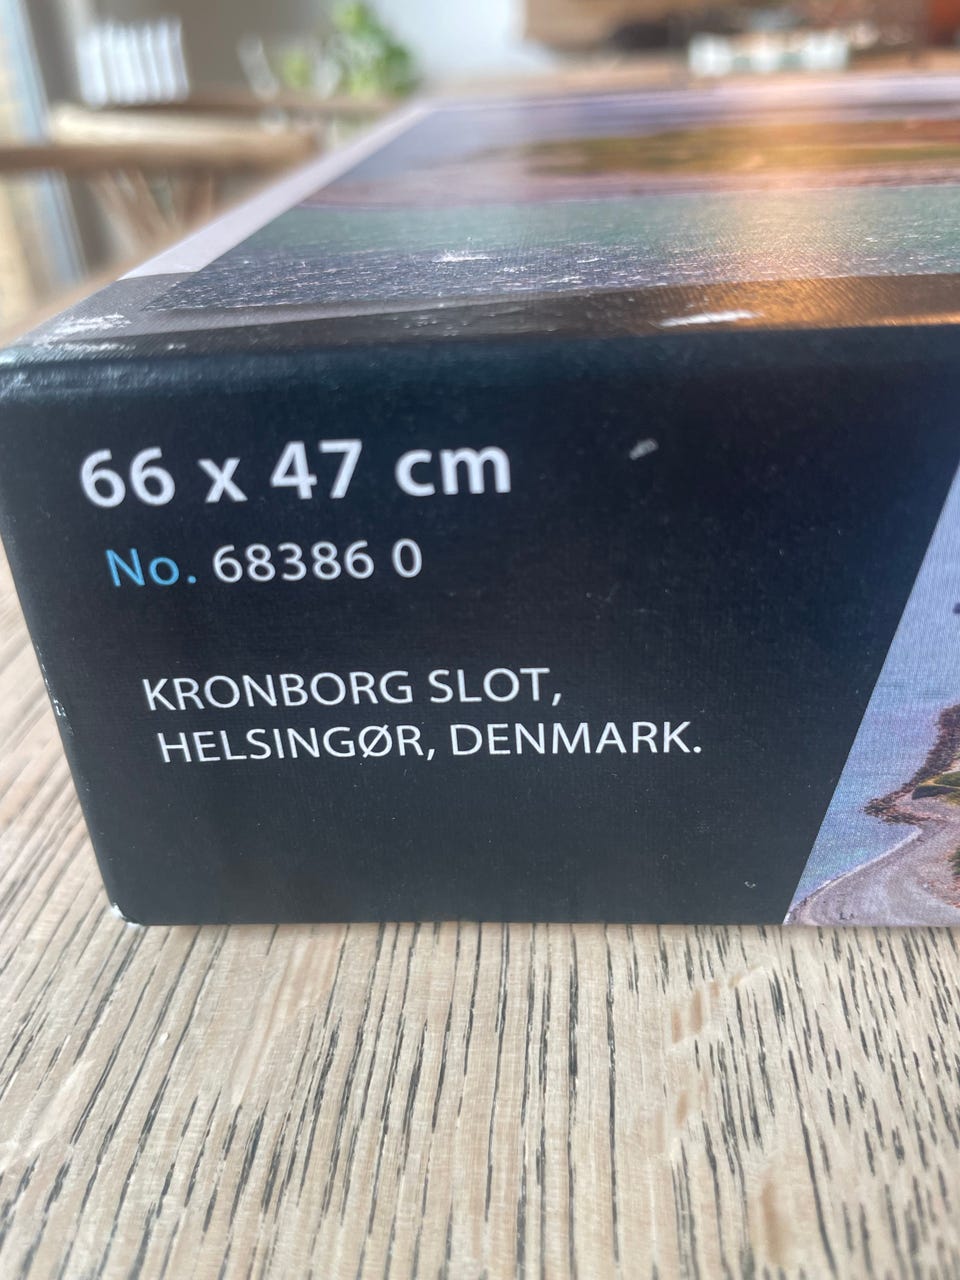 66 x 47 cm
No. 68386 0
KRONBORG SLOT,
HELSINGØR, DENMARK.